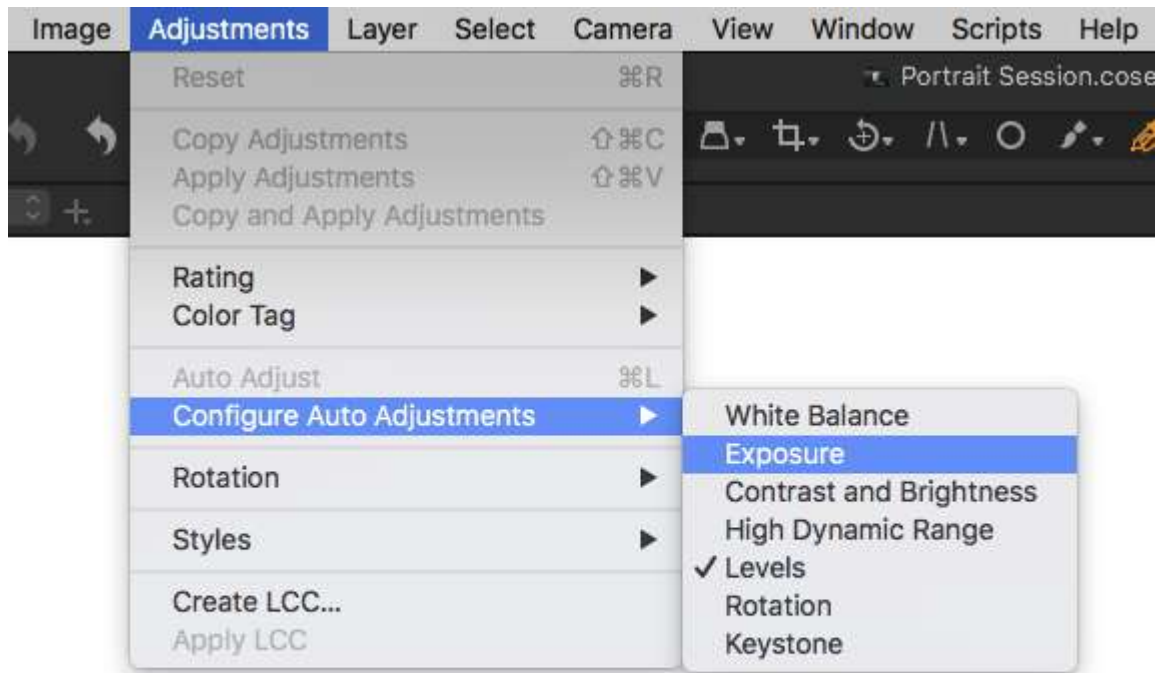 Image Adjustments Layer Select Camera View Window Scripts Help
Portrait Session.cose
Reset ⌘R
Copy Adjustments ⇧⌘C
Apply Adjustments ⇧⌘V
Copy and Apply Adjustments
Rating
Color Tag
Auto Adjust ⌘L
Configure Auto Adjustments
Rotation
Styles
Create LCC...
Apply LCC
White Balance
Exposure
Contrast and Brightness
High Dynamic Range
✓ Levels
Rotation
Keystone